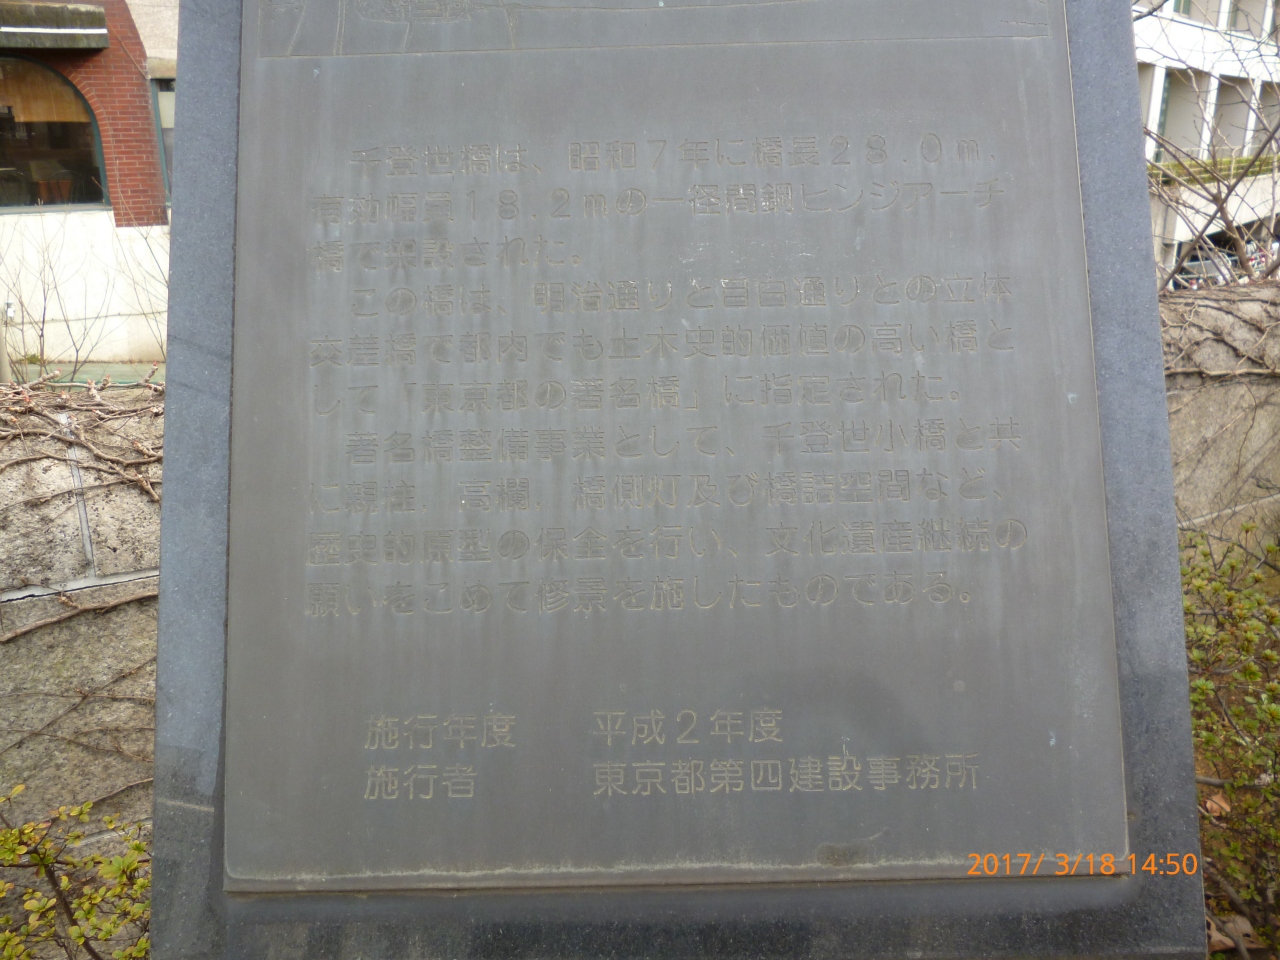 千登世橋は、昭和7年に橋長28.0m、
有効幅員18.2mの一径間鋼ヒンジアーチ
橋で架設された。
この橋は、明治通りと目白通りとの立体
交差橋で都内でも土木史的価値の高い橋と
して「東京都の著名橋」に指定された。
著名橋整備事業として、千登世小橋と共
に親柱，高欄，橋側灯及び橋詰空間など、
歴史的原型の保全を行い、文化遺産継続の
願いをこめて修景を施したものである。
施行年度 平成2年度
施行者 東京都第四建設事務所
2017/ 3/18 14:50